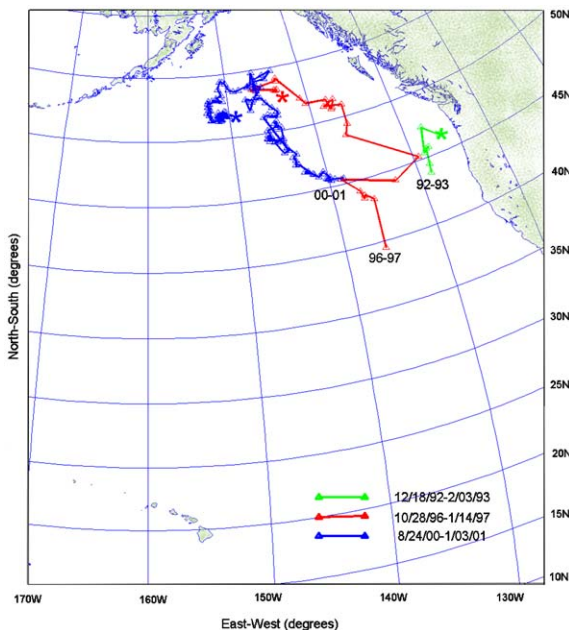 50N
45N
40N
35N
30N
25N
20N
15N
10N
92-93
00-01
96-97
North-South (degrees)
12/18/92-2/03/93
10/28/96-1/14/97
8/24/00-1/03/01
170W 160W 150W 140W 130W
East-West (degrees)